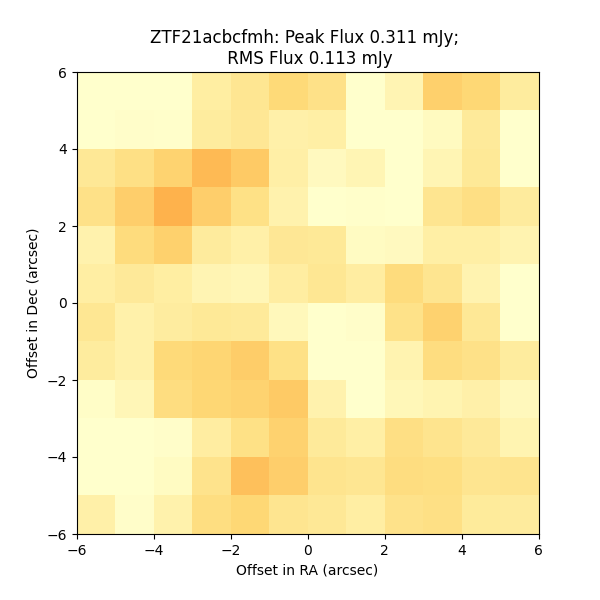 ZTF21acbcfmh: Peak Flux 0.311 mJy;
RMS Flux 0.113 mJy
6
4
2
0
−2
−4
−6
Offset in Dec (arcsec)
−6 −4 −2 0 2 4 6
Offset in RA (arcsec)